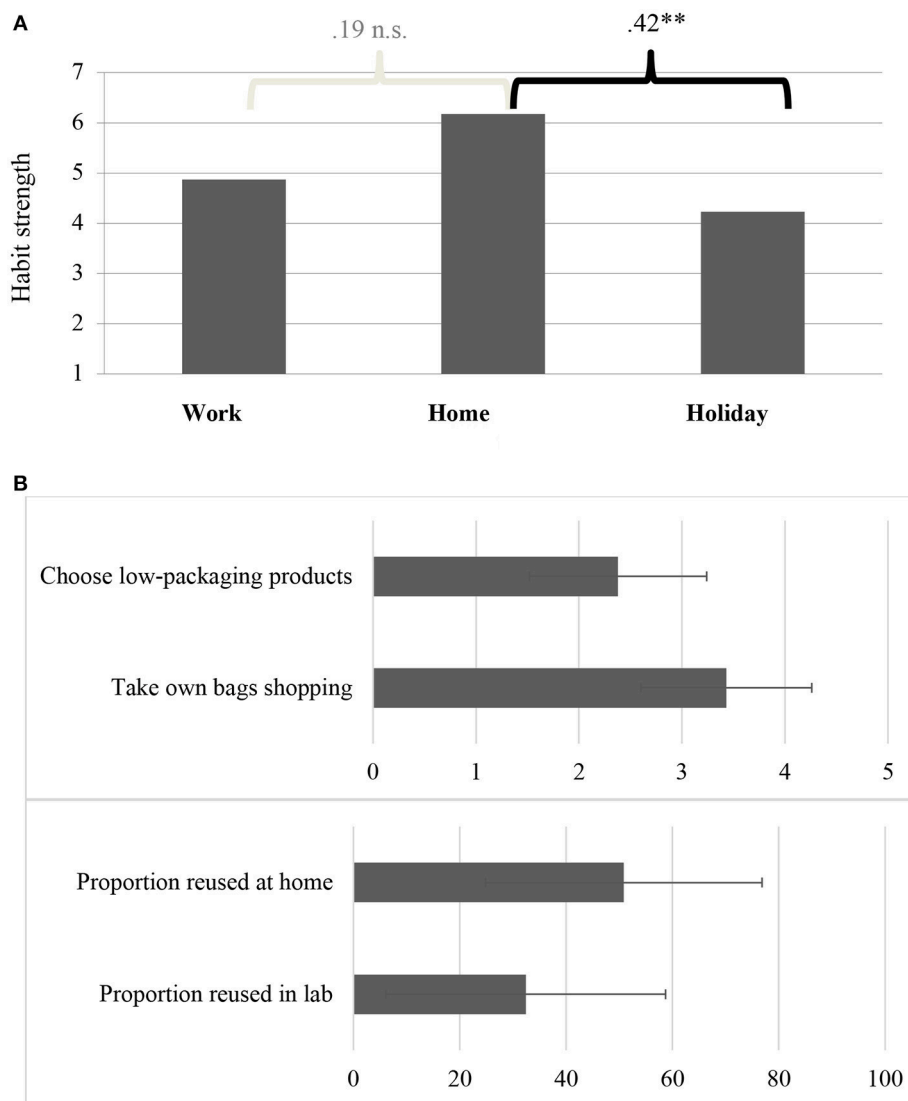 A
.19 n.s.
.42**
7
6
5
4
3
2
1
Habit strength
Work Home Holiday
B
Choose low-packaging products
Take own bags shopping
0 1 2 3 4 5
Proportion reused at home
Proportion reused in lab
0 20 40 60 80 100